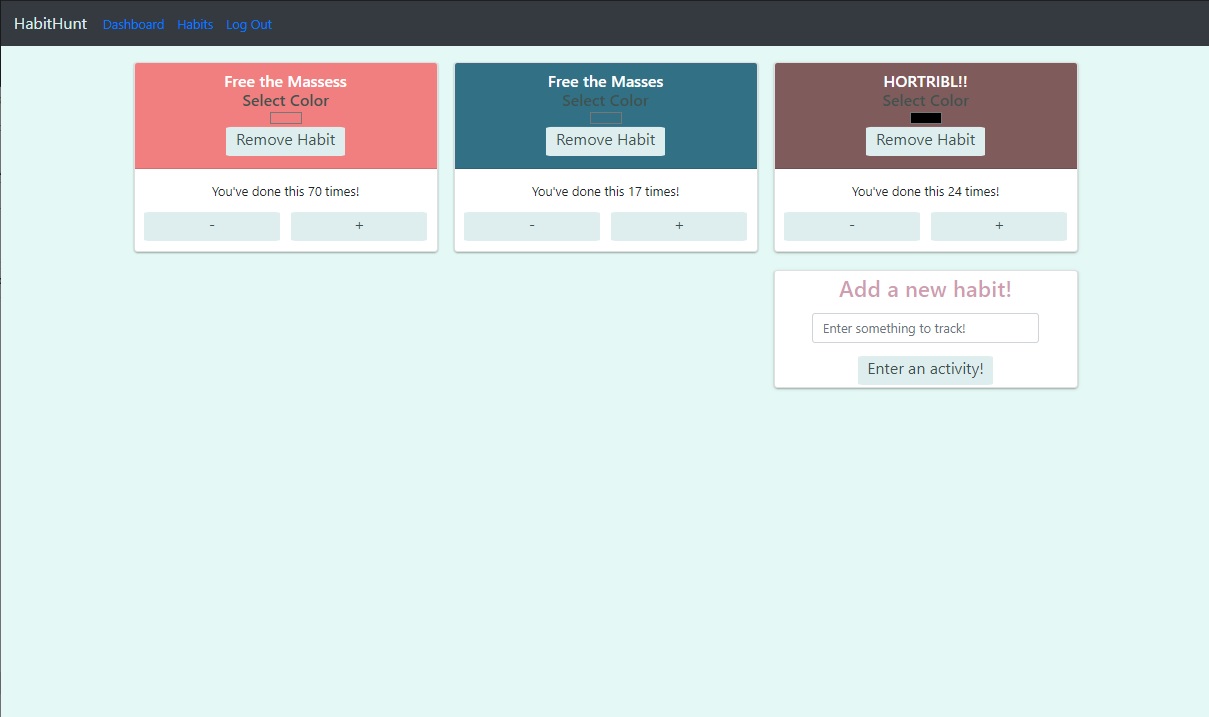 HabitHunt Dashboard Habits Log Out
Free the Massess
Select Color
Remove Habit
You've done this 70 times!
- +
Free the Masses
Select Color
Remove Habit
You've done this 17 times!
- +
HORTRIBL!!
Select Color
Remove Habit
You've done this 24 times!
- +
Add a new habit!
Enter something to track!
Enter an activity!